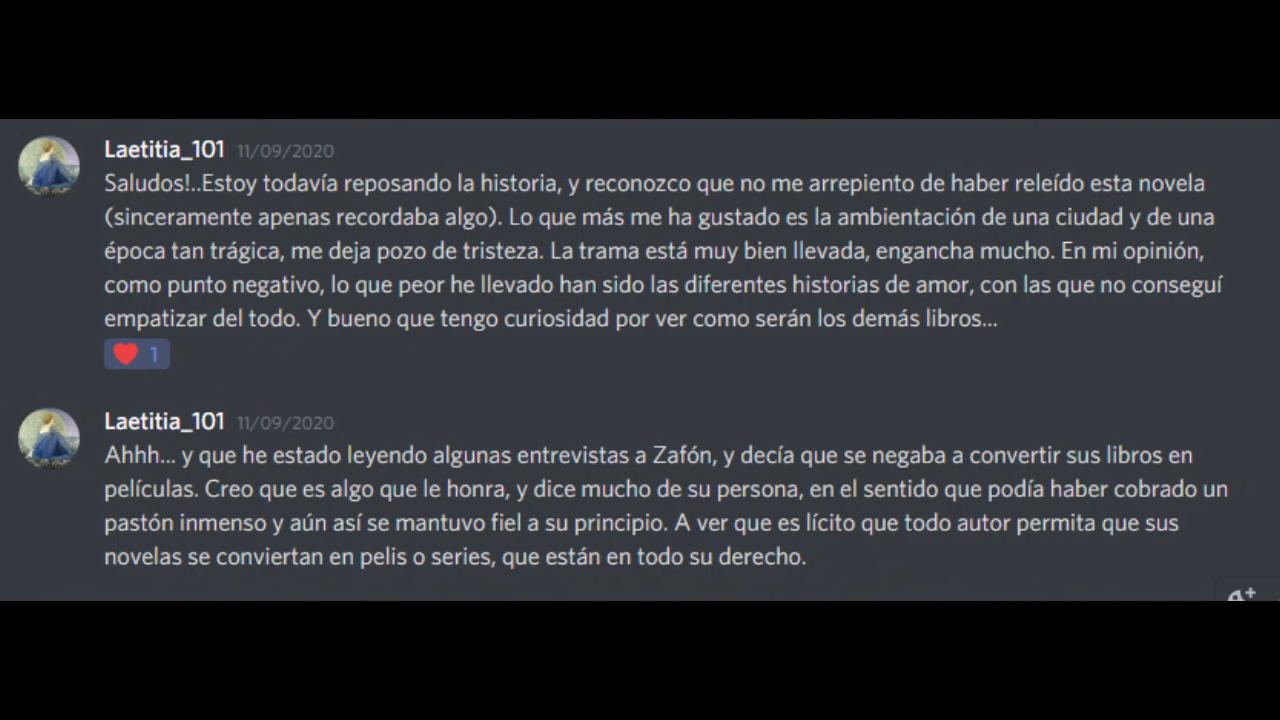 Laetitia_101 11/09/2020
Saludos!..Estoy todavía reposando la historia, y reconozco que no me arrepiento de haber releído esta novela
(sinceramente apenas recordaba algo). Lo que más me ha gustado es la ambientación de una ciudad y de una
época tan trágica, me deja pozo de tristeza. La trama está muy bien llevada, engancha mucho. En mi opinión,
como punto negativo, lo que peor he llevado han sido las diferentes historias de amor, con las que no conseguí
empatizar del todo. Y bueno que tengo curiosidad por ver como serán los demás libros...
1
Laetitia_101 11/09/2020
Ahhh... y que he estado leyendo algunas entrevistas a Zafón, y decía que se negaba a convertir sus libros en
películas. Creo que es algo que le honra, y dice mucho de su persona, en el sentido que podía haber cobrado un
pastón inmenso y aún así se mantuvo fiel a su principio. A ver que es lícito que todo autor permita que sus
novelas se conviertan en pelis o series, que están en todo su derecho.